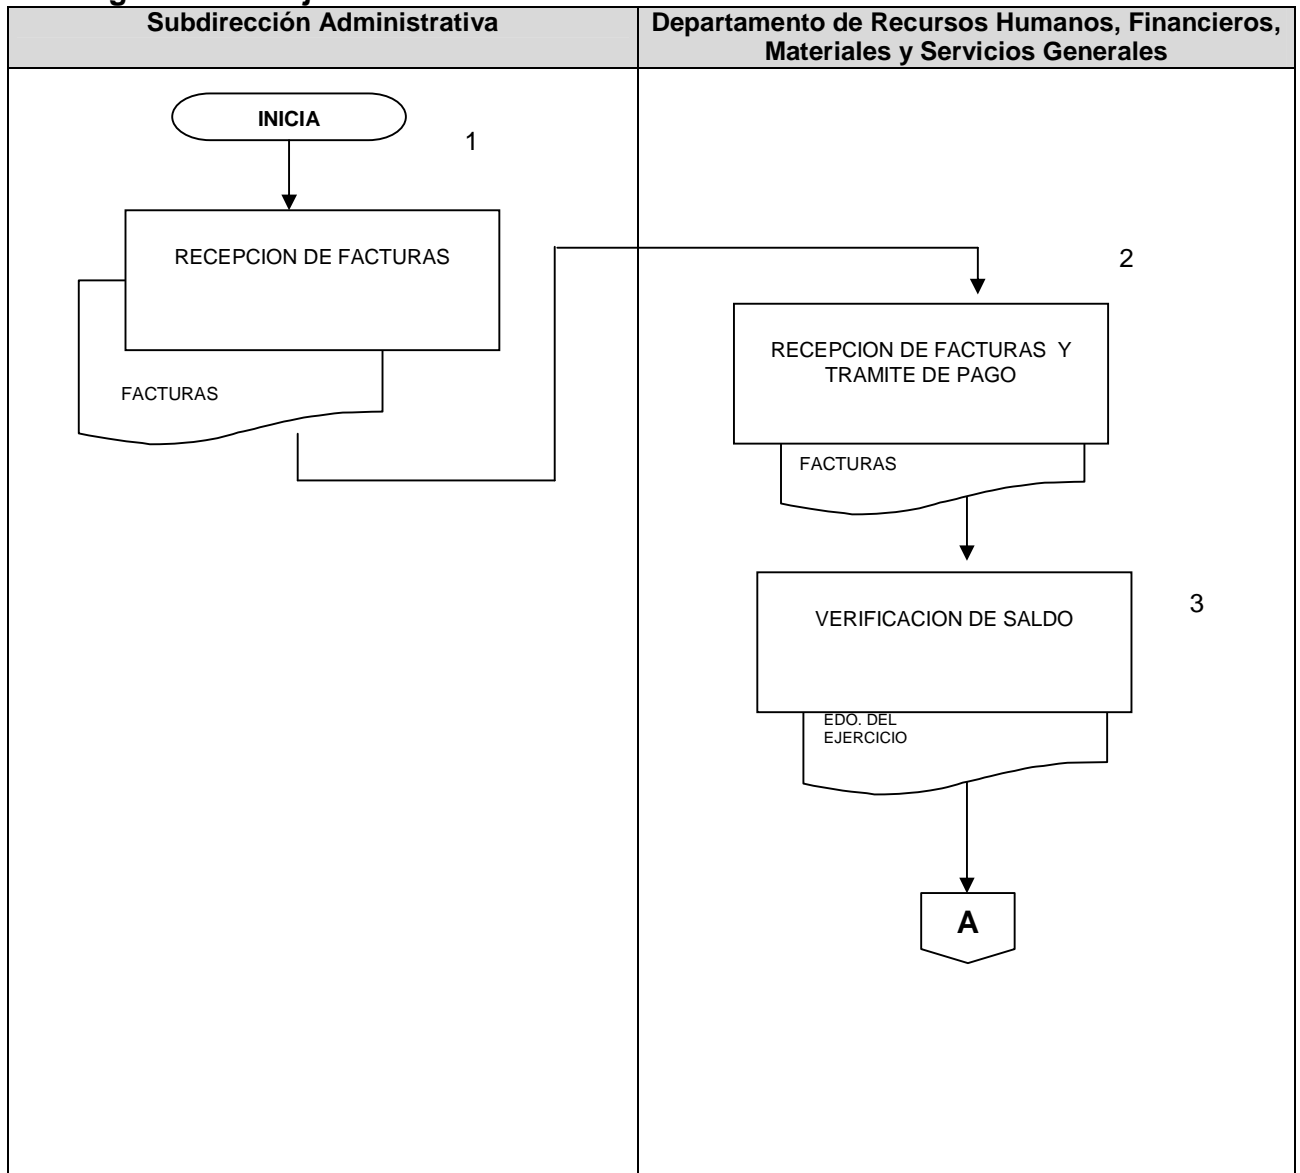 Subdirección Administrativa
Departamento de Recursos Humanos, Financieros,
Materiales y Servicios Generales
INICIA
1
RECEPCION DE FACTURAS
FACTURAS
2
RECEPCION DE FACTURAS Y
TRAMITE DE PAGO
FACTURAS
3
VERIFICACION DE SALDO
EDO. DEL
EJERCICIO
A